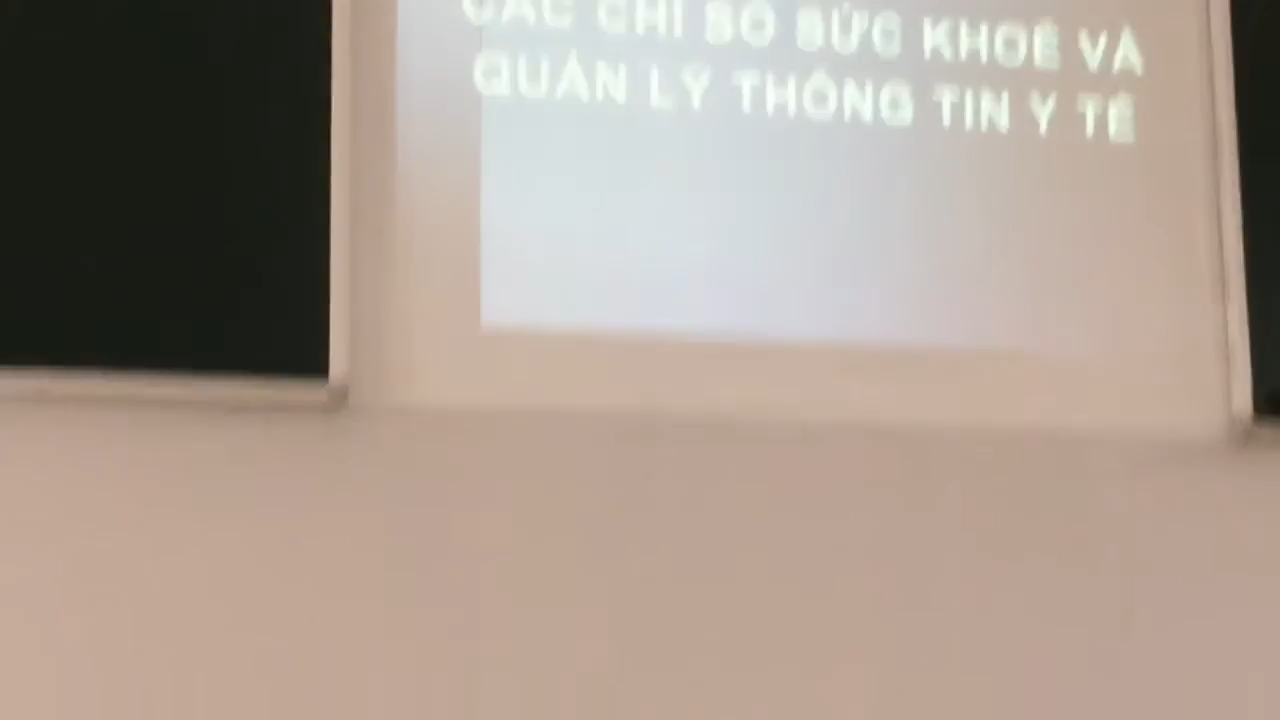 CÁC CHỈ SỐ SỨC KHOẺ VÀ
QUẢN LÝ THÔNG TIN Y TẾ